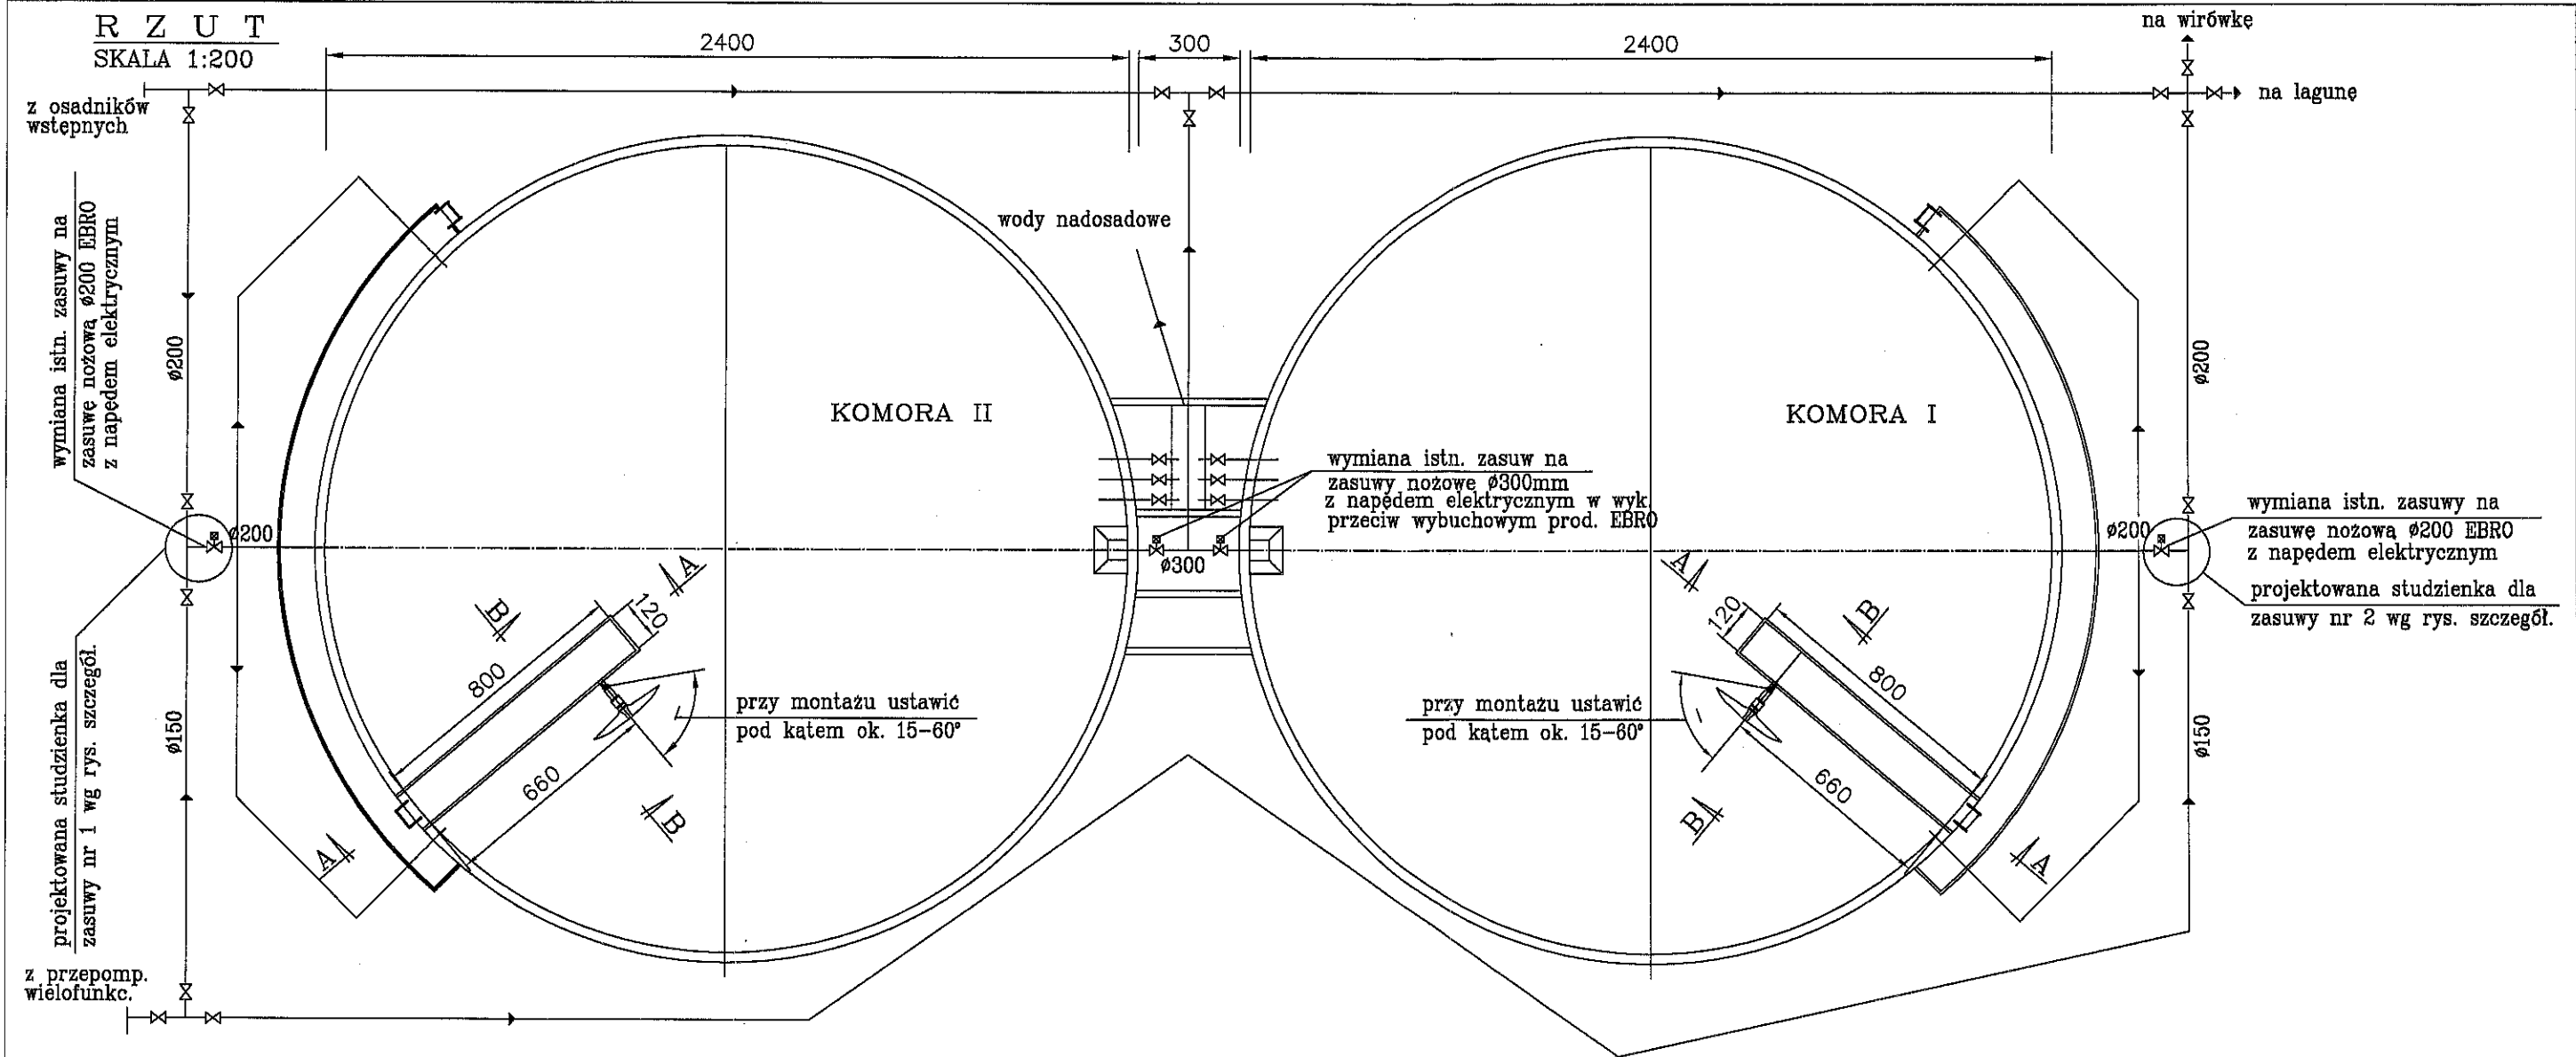 R Z U T
SKALA 1:200
2400
300
2400
na wirówkę
na lagunę
z osadników
wstępnych
wymiana istn. zasuwy na
zasuwę nożową ø200 EBRO
z napędem elektrycznym
ø200
ø200
projektowana studzienka dla
zasuwy nr 1 wg rys. szczegół.
ø150
z przepomp.
wielofunkc.
wody nadosadowe
KOMORA II
KOMORA I
wymiana istn. zasuw na
zasuwy nożowe ø300mm
z napędem elektrycznym w wyk.
przeciw wybuchowym prod. EBRO
ø300
A
B
120
800
660
B
A
przy montażu ustawić
pod kątem ok. 15-60°
przy montażu ustawić
pod kątem ok. 15-60°
A
B
120
800
660
B
A
ø200
ø200
wymiana istn. zasuwy na
zasuwę nożową ø200 EBRO
z napędem elektrycznym
projektowana studzienka dla
zasuwy nr 2 wg rys. szczegół.
ø150